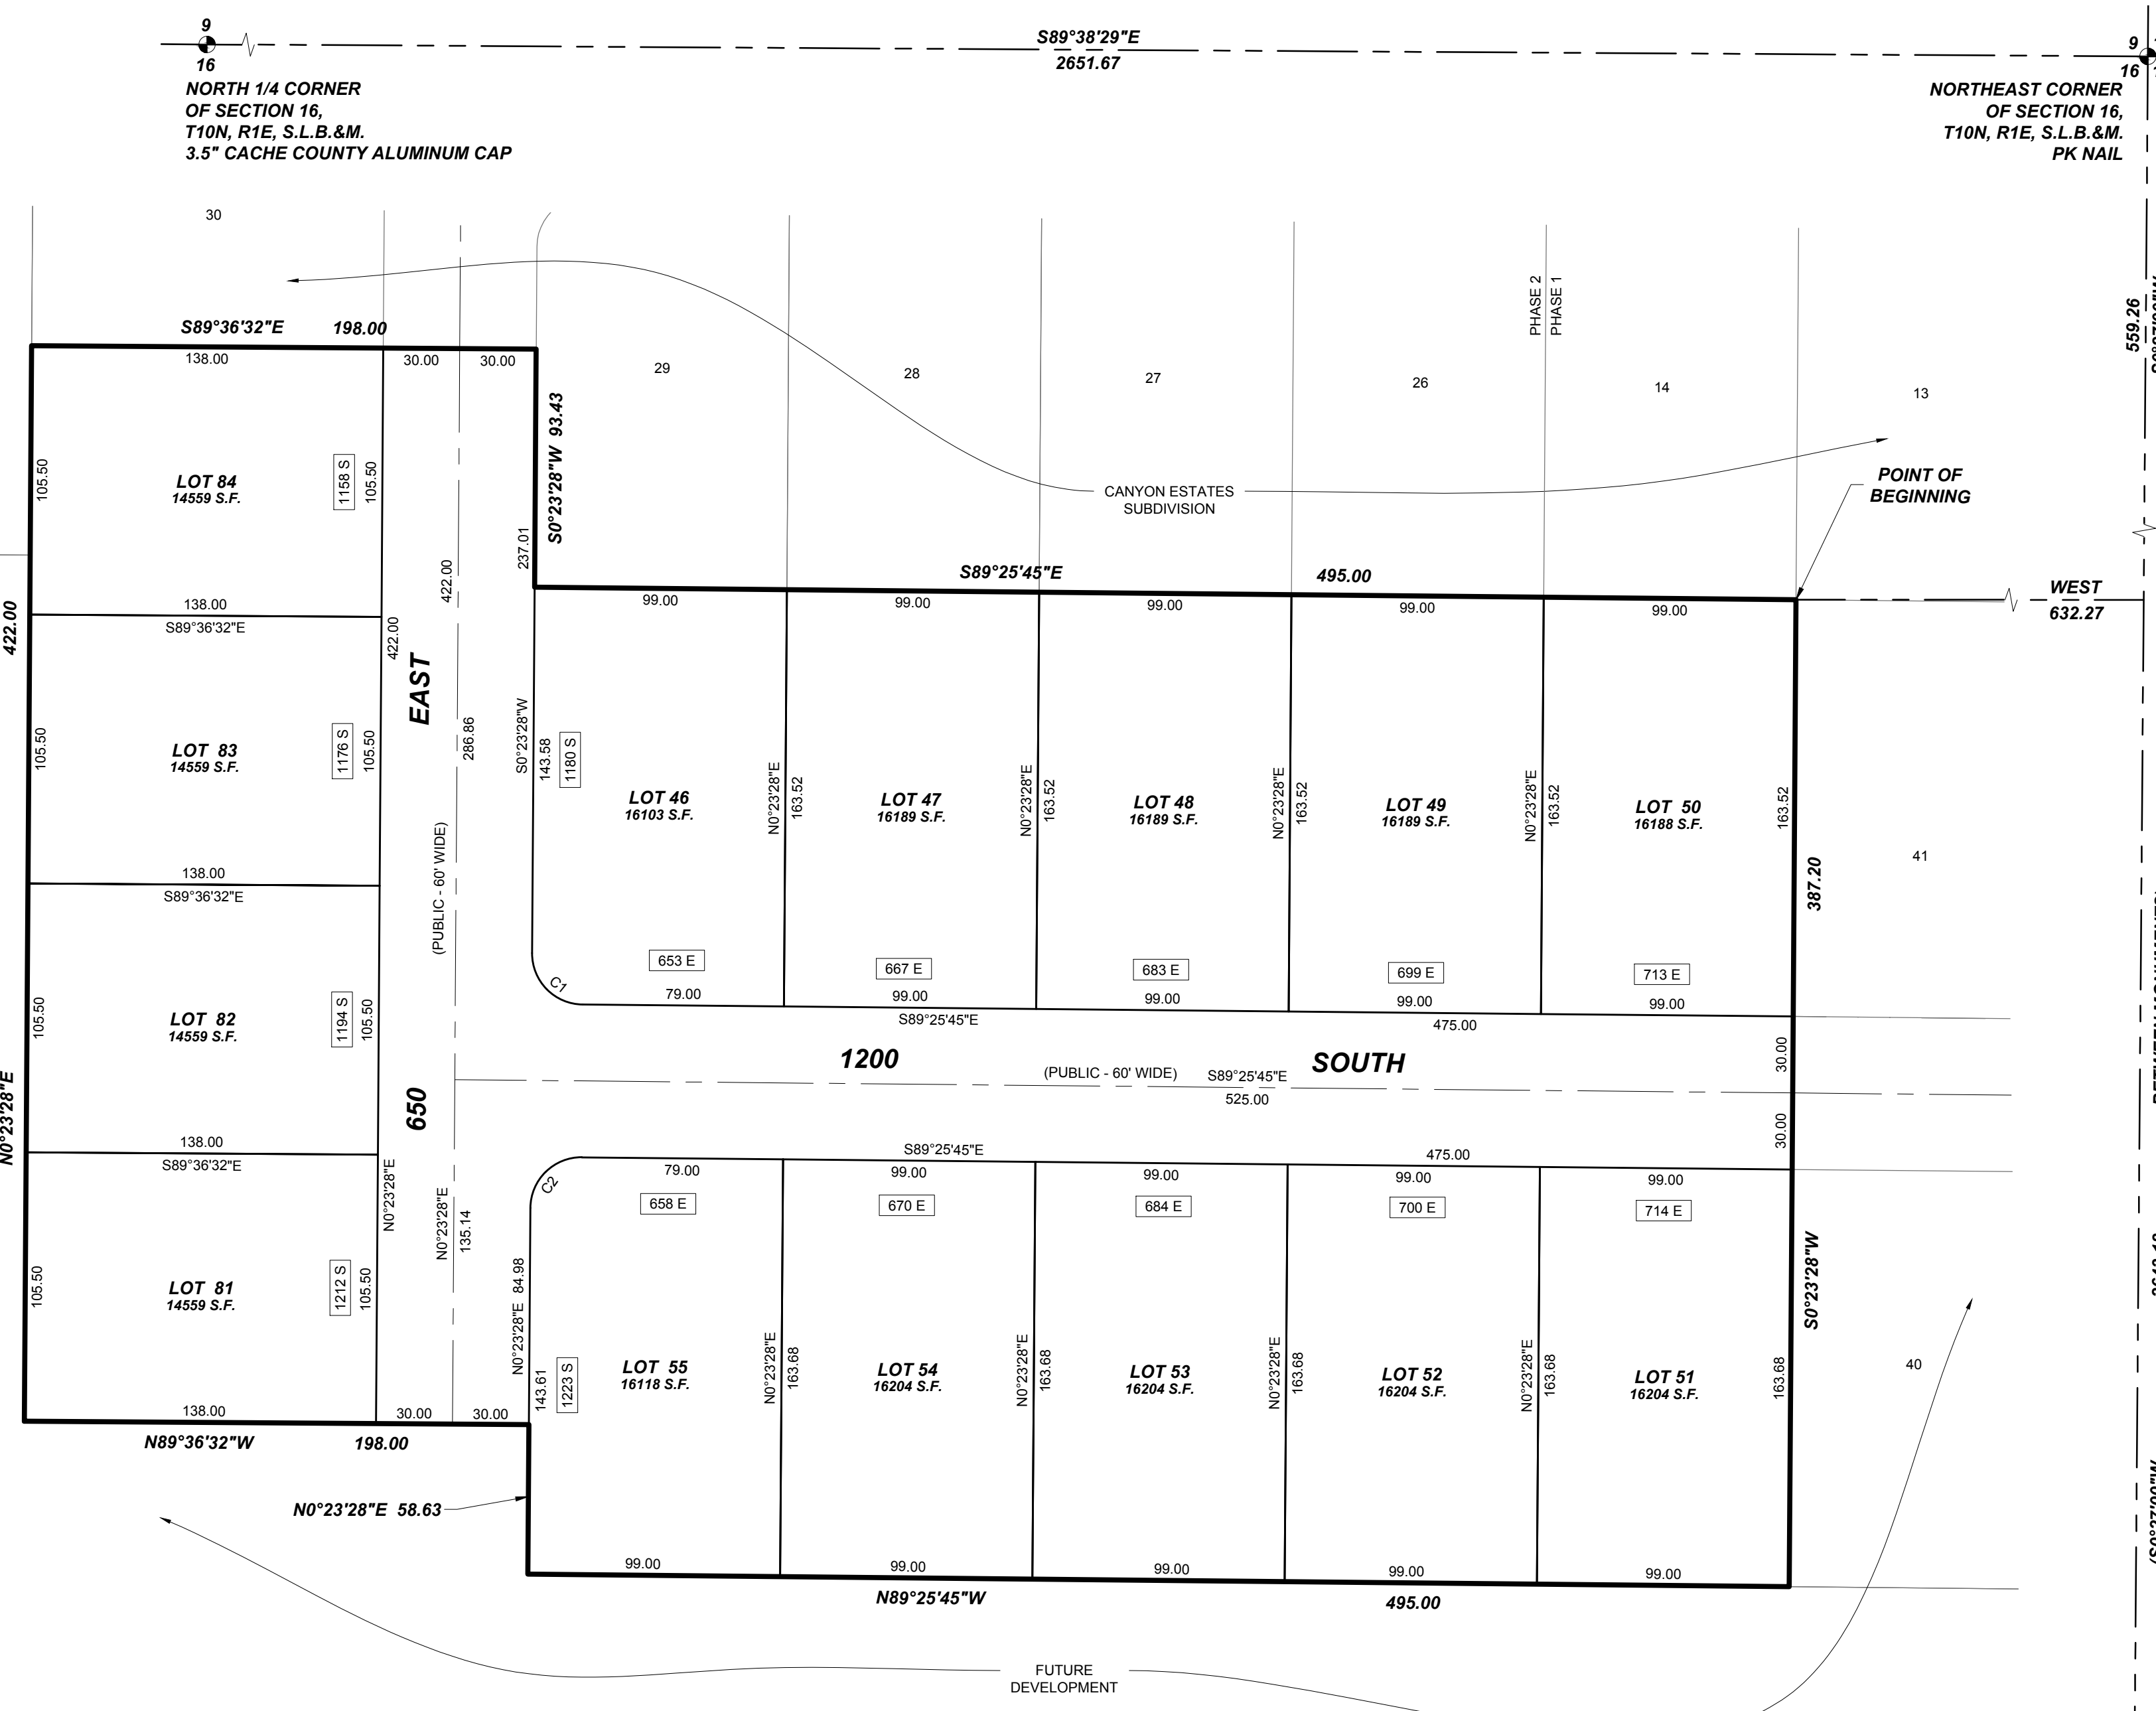 9
16
NORTH 1/4 CORNER
OF SECTION 16,
T10N, R1E, S.L.B.&M.
3.5" CACHE COUNTY ALUMINUM CAP
S89°38'29"E
2651.67
9
16
NORTHEAST CORNER
OF SECTION 16,
T10N, R1E, S.L.B.&M.
PK NAIL
559.26
30
PHASE 2
PHASE 1
S89°36'32"E 198.00
138.00
30.00
30.00
29
28
27
26
14
13
S0°23'28"W 93.43
CANYON ESTATES
SUBDIVISION
POINT OF
BEGINNING
WEST
632.27
105.50
LOT 84
14559 S.F.
1158 S
105.50
237.01
422.00
S89°25'45"E 495.00
99.00
99.00
99.00
99.00
99.00
138.00
S89°36'32"E
422.00
422.00
EAST
105.50
LOT 83
14559 S.F.
1176 S
105.50
286.86
S0°23'28"W
143.58
1180 S
LOT 46
16103 S.F.
N0°23'28"E
163.52
LOT 47
16189 S.F.
N0°23'28"E
163.52
LOT 48
16189 S.F.
N0°23'28"E
163.52
LOT 49
16189 S.F.
N0°23'28"E
163.52
LOT 50
16188 S.F.
163.52
387.20
41
(PUBLIC - 60' WIDE)
138.00
S89°36'32"E
653 E
667 E
683 E
699 E
713 E
C1
79.00
99.00
99.00
99.00
99.00
S89°25'45"E
475.00
105.50
LOT 82
14559 S.F.
1194 S
105.50
N0°23'28"E
650
1200 SOUTH
(PUBLIC - 60' WIDE)
S89°25'45"E
525.00
30.00
30.00
138.00
S89°36'32"E
N0°23'28"E
N0°23'28"E
135.14
S89°25'45"E
475.00
C2
79.00
99.00
99.00
99.00
99.00
658 E
670 E
684 E
700 E
714 E
105.50
LOT 81
14559 S.F.
1212 S
105.50
N0°23'28"E 84.98
143.61
1223 S
LOT 55
16118 S.F.
N0°23'28"E
163.68
LOT 54
16204 S.F.
N0°23'28"E
163.68
LOT 53
16204 S.F.
N0°23'28"E
163.68
LOT 52
16204 S.F.
N0°23'28"E
163.68
LOT 51
16204 S.F.
163.68
S0°23'28"W
40
138.00
30.00
30.00
N89°36'32"W 198.00
N0°23'28"E 58.63
99.00
99.00
99.00
99.00
99.00
N89°25'45"W
495.00
FUTURE
DEVELOPMENT